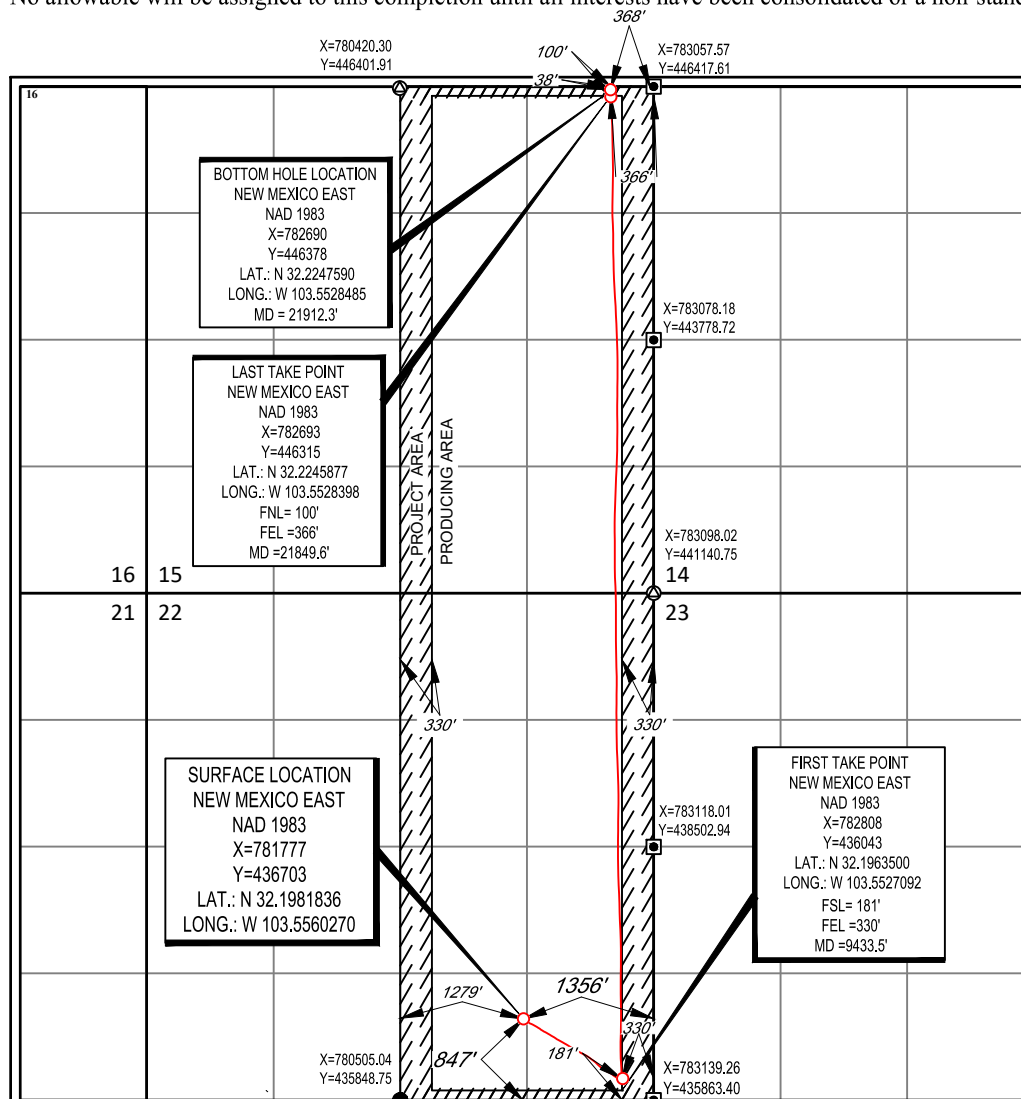 No allowable will be assigned to this completion until all interests have been consolidated or a non-stand
368'
X=780420.30
Y=446401.91
100'
38'
X=783057.57
Y=446417.61
16
BOTTOM HOLE LOCATION
NEW MEXICO EAST
NAD 1983
X=782690
Y=446378
LAT.: N 32.2247590
LONG.: W 103.5528485
MD = 21912.3'
366'
X=783078.18
Y=443778.72
LAST TAKE POINT
NEW MEXICO EAST
NAD 1983
X=782693
Y=446315
LAT.: N 32.2245877
LONG.: W 103.5528398
FNL= 100'
FEL =366'
MD =21849.6'
PROJECT AREA
PRODUCING AREA
X=783098.02
Y=441140.75
16 15
14
21 22
23
330'
330'
SURFACE LOCATION
NEW MEXICO EAST
NAD 1983
X=781777
Y=436703
LAT.: N 32.1981836
LONG.: W 103.5560270
FIRST TAKE POINT
NEW MEXICO EAST
NAD 1983
X=782808
Y=436043
LAT.: N 32.1963500
LONG.: W 103.5527092
FSL= 181'
FEL =330'
MD =9433.5'
X=783118.01
Y=438502.94
1279'
1356'
330'
847'
181'
X=780505.04
Y=435848.75
X=783139.26
Y=435863.40